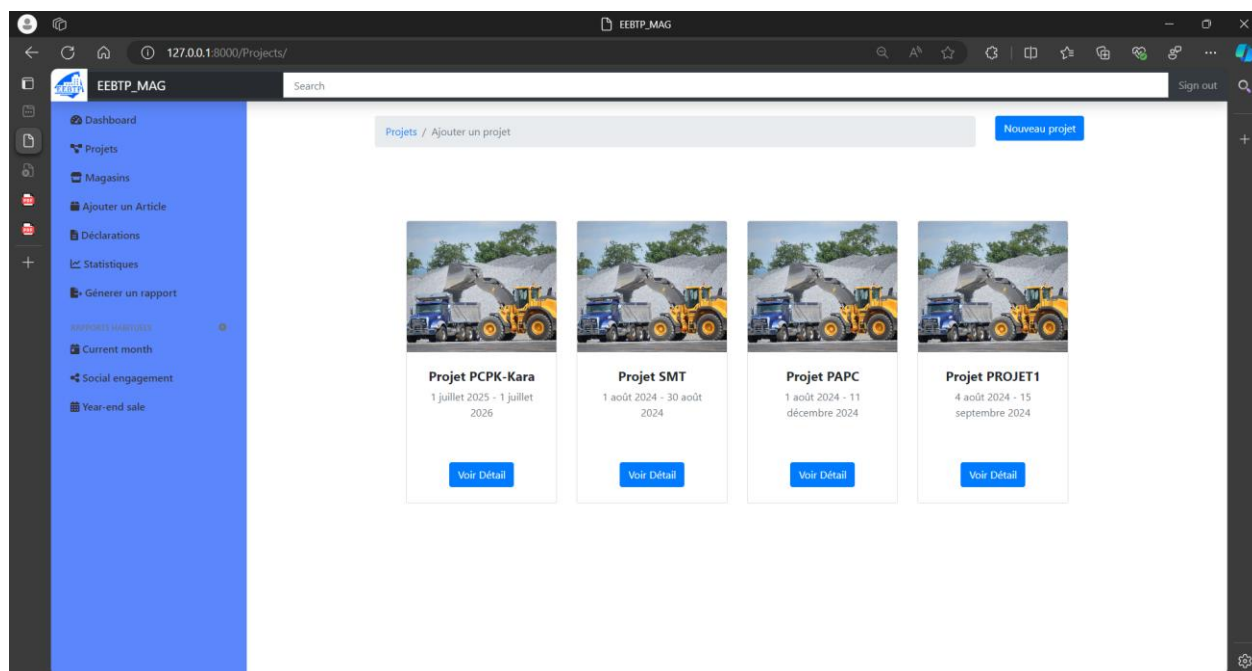 EEBTP_MAG
127.0.0.1:8000/Projects/
EEBTP
EEBTP_MAG
Search
Sign out
Dashboard
Projets
Magasins
Ajouter un Article
Déclarations
Statistiques
Génerer un rapport
RAPPORTS MANUELS
Current month
Social engagement
Year-end sale
Projets / Ajouter un projet
Nouveau projet
Projet PCPK-Kara
1 juillet 2025 - 1 juillet
2026
Voir Détail
Projet SMT
1 août 2024 - 30 août
2024
Voir Détail
Projet PAPC
1 août 2024 - 11
décembre 2024
Voir Détail
Projet PROJET1
4 août 2024 - 15
septembre 2024
Voir Détail